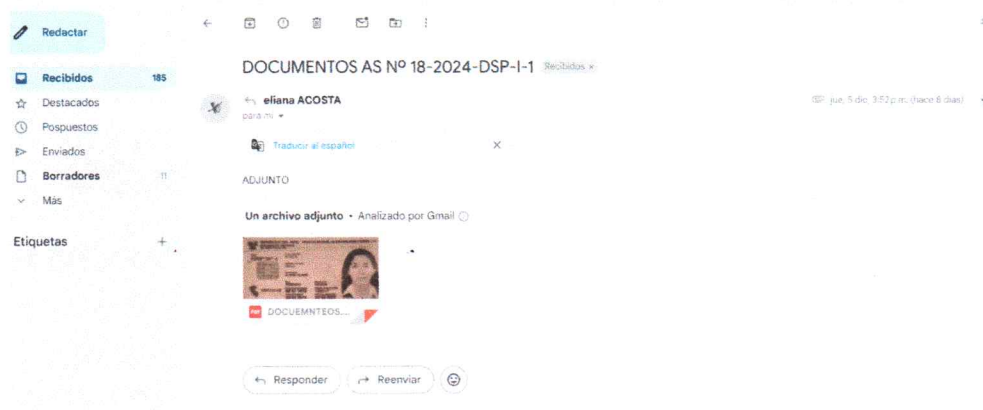 Redactar
Recibidos 185
Destacados
Pospuestos
Enviados
Borradores 11
Más
Etiquetas +
DOCUMENTOS AS Nº 18-2024-DSP-I-1 Recibidos ×
eliana ACOSTA
jue, 5 dic, 3:52 p.m. (hace 6 días)
para mí
Traducir al español ×
ADJUNTO
Un archivo adjunto • Analizado por Gmail
PDF DOCUEMNTEOS...
Responder
Reenviar